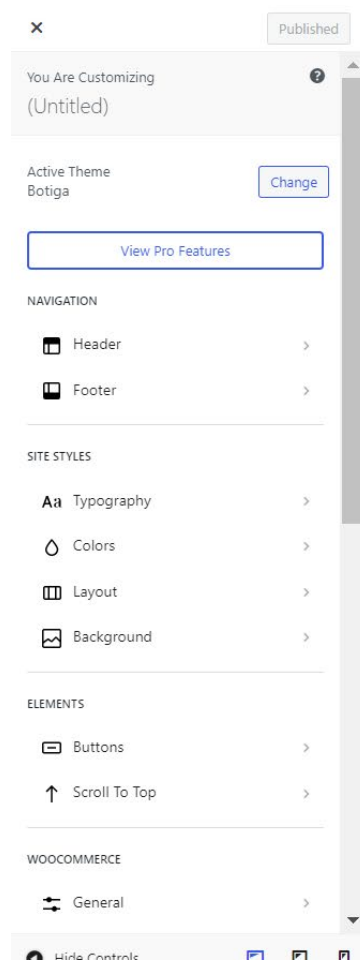 Published
You Are Customizing
(Untitled)
Active Theme
Botiga
Change
View Pro Features
NAVIGATION
Header
Footer
SITE STYLES
Aa Typography
Colors
Layout
Background
ELEMENTS
Buttons
Scroll To Top
WOOCOMMERCE
General
Hide Controls